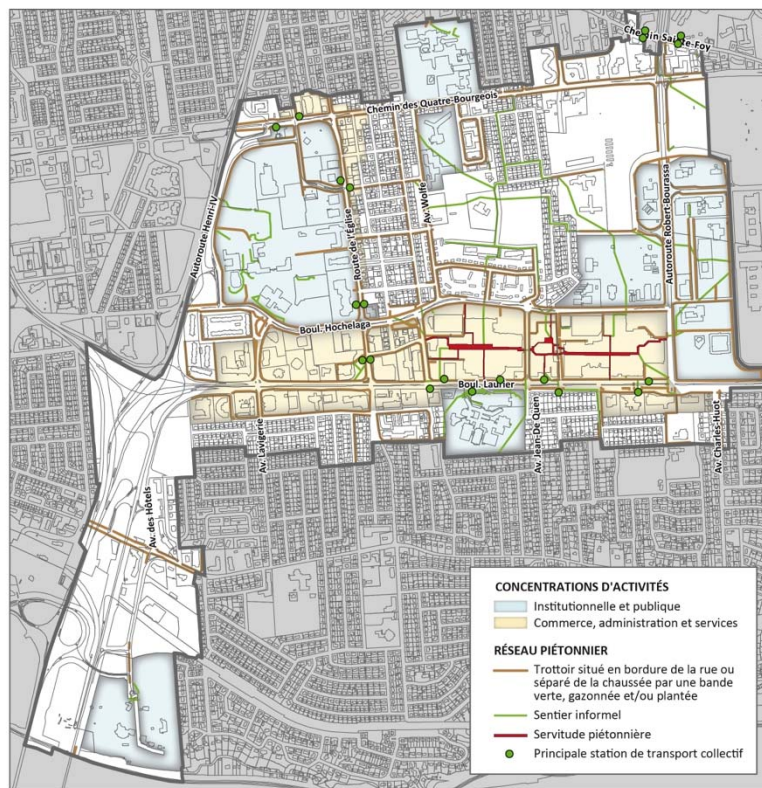 Chemin Sainte-Foy
Chemin des Quatre-Bourgeois
Autoroute Henri-IV
Route de l'Église
Av. Wolfe
Autoroute Robert-Bourassa
Boul. Hochelaga
Boul. Laurier
Av. Lavigerie
Av. Jean-De Quen
Av. Charles-Huot
Av. des Hôtels
CONCENTRATIONS D'ACTIVITÉS
Institutionnelle et publique
Commerce, administration et services
RÉSEAU PIÉTONNIER
Trottoir situé en bordure de la rue ou
séparé de la chaussée par une bande
verte, gazonnée et/ou plantée
Sentier informel
Servitude piétonnière
Principale station de transport collectif